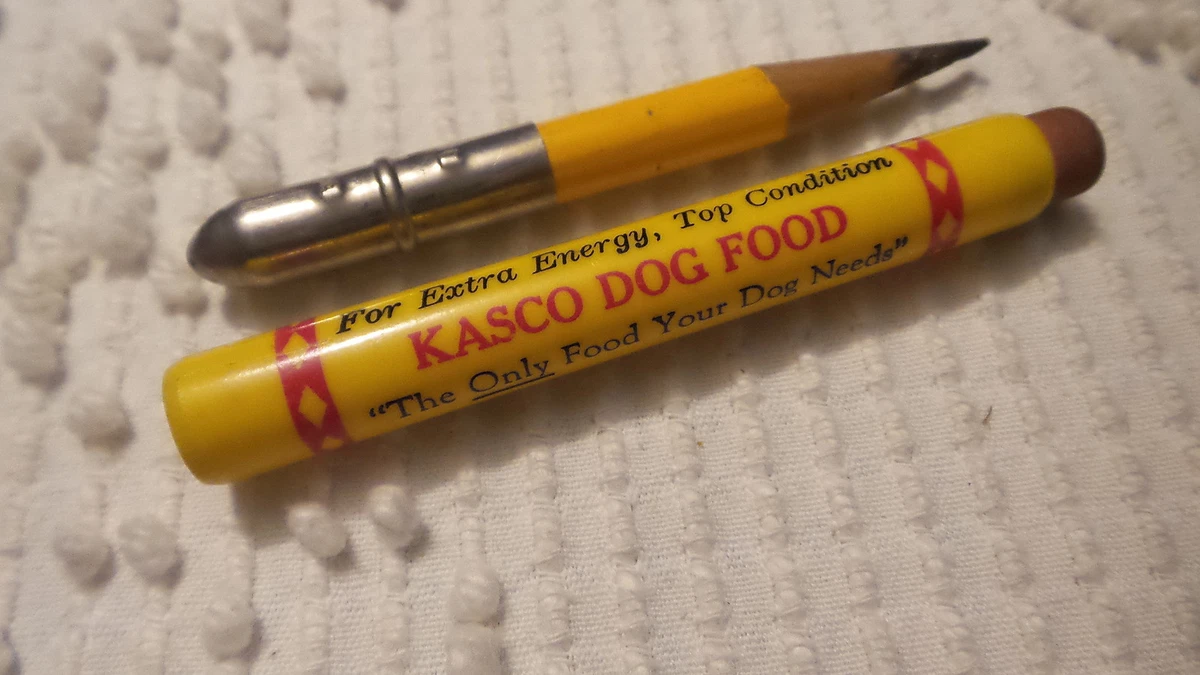 For Extra Energy, Top Condition
KASCO DOG FOOD
“The Only Food Your Dog Needs”